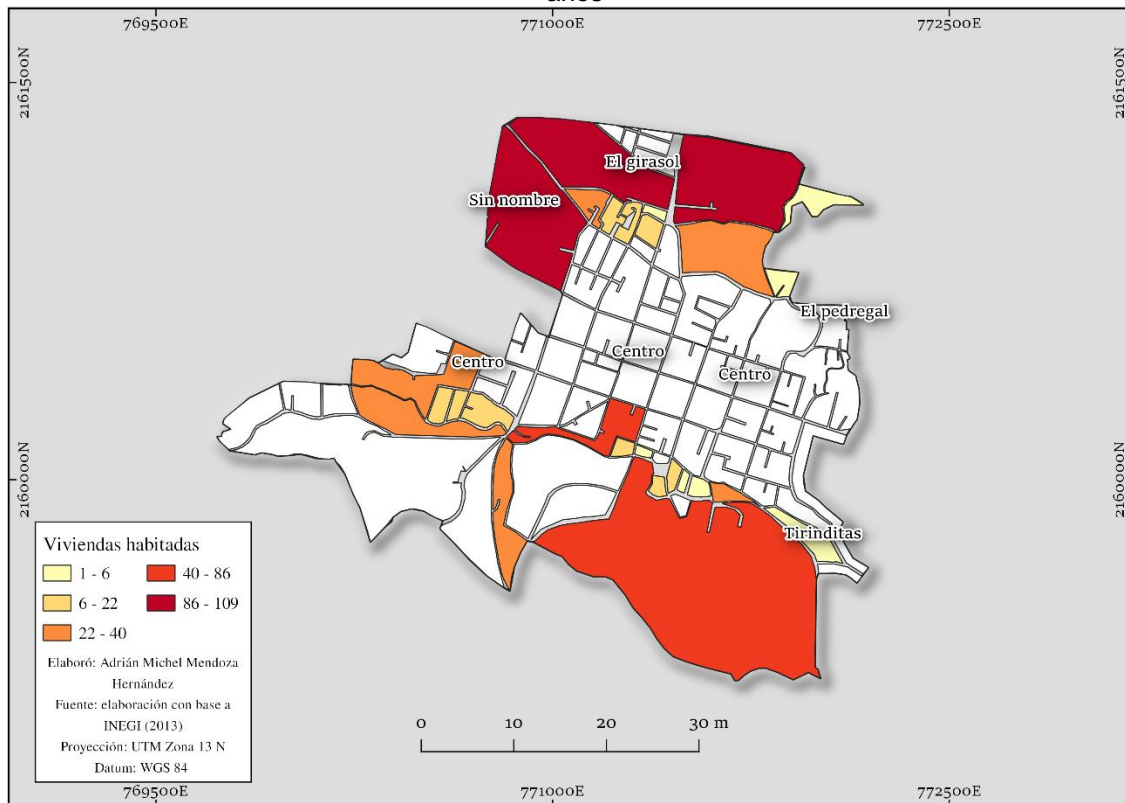 años
769500E
771000E
772500E
2161500N
2161500N
El girasol
Sin nombre
El pedregal
Centro
Centro
Centro
2160000N
2160000N
Tirinditas
Viviendas habitadas
1 - 6
40 - 86
6 - 22
86 - 109
22 - 40
Elaboró: Adrián Michel Mendoza
Hernández
Fuente: elaboración con base a
INEGI (2013)
Proyección: UTM Zona 13 N
Datum: WGS 84
0 10 20 30 m
769500E
771000E
772500E